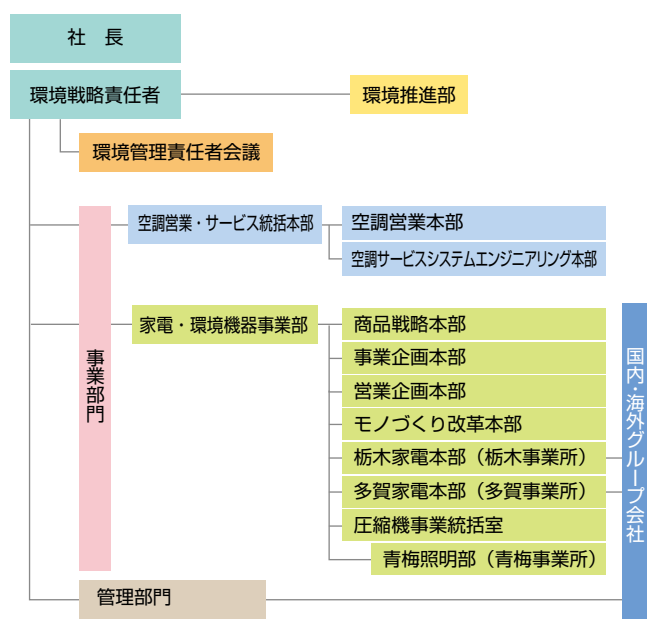 社　長
環境戦略責任者
環境推進部
環境管理責任者会議
事業部門
空調営業・サービス統括本部
空調営業本部
空調サービスシステムエンジニアリング本部
家電・環境機器事業部
商品戦略本部
事業企画本部
営業企画本部
モノづくり改革本部
栃木家電本部（栃木事業所）
多賀家電本部（多賀事業所）
圧縮機事業統括室
青梅照明部（青梅事業所）
国内・海外グループ会社
管理部門